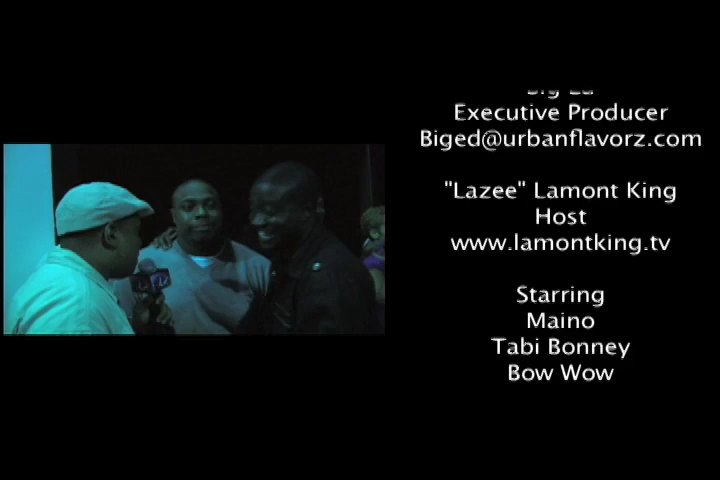 Executive Producer
Biged@urbanflavorz.com
"Lazee" Lamont King
Host
www.lamontking.tv
Starring
Maino
Tabi Bonney
Bow Wow